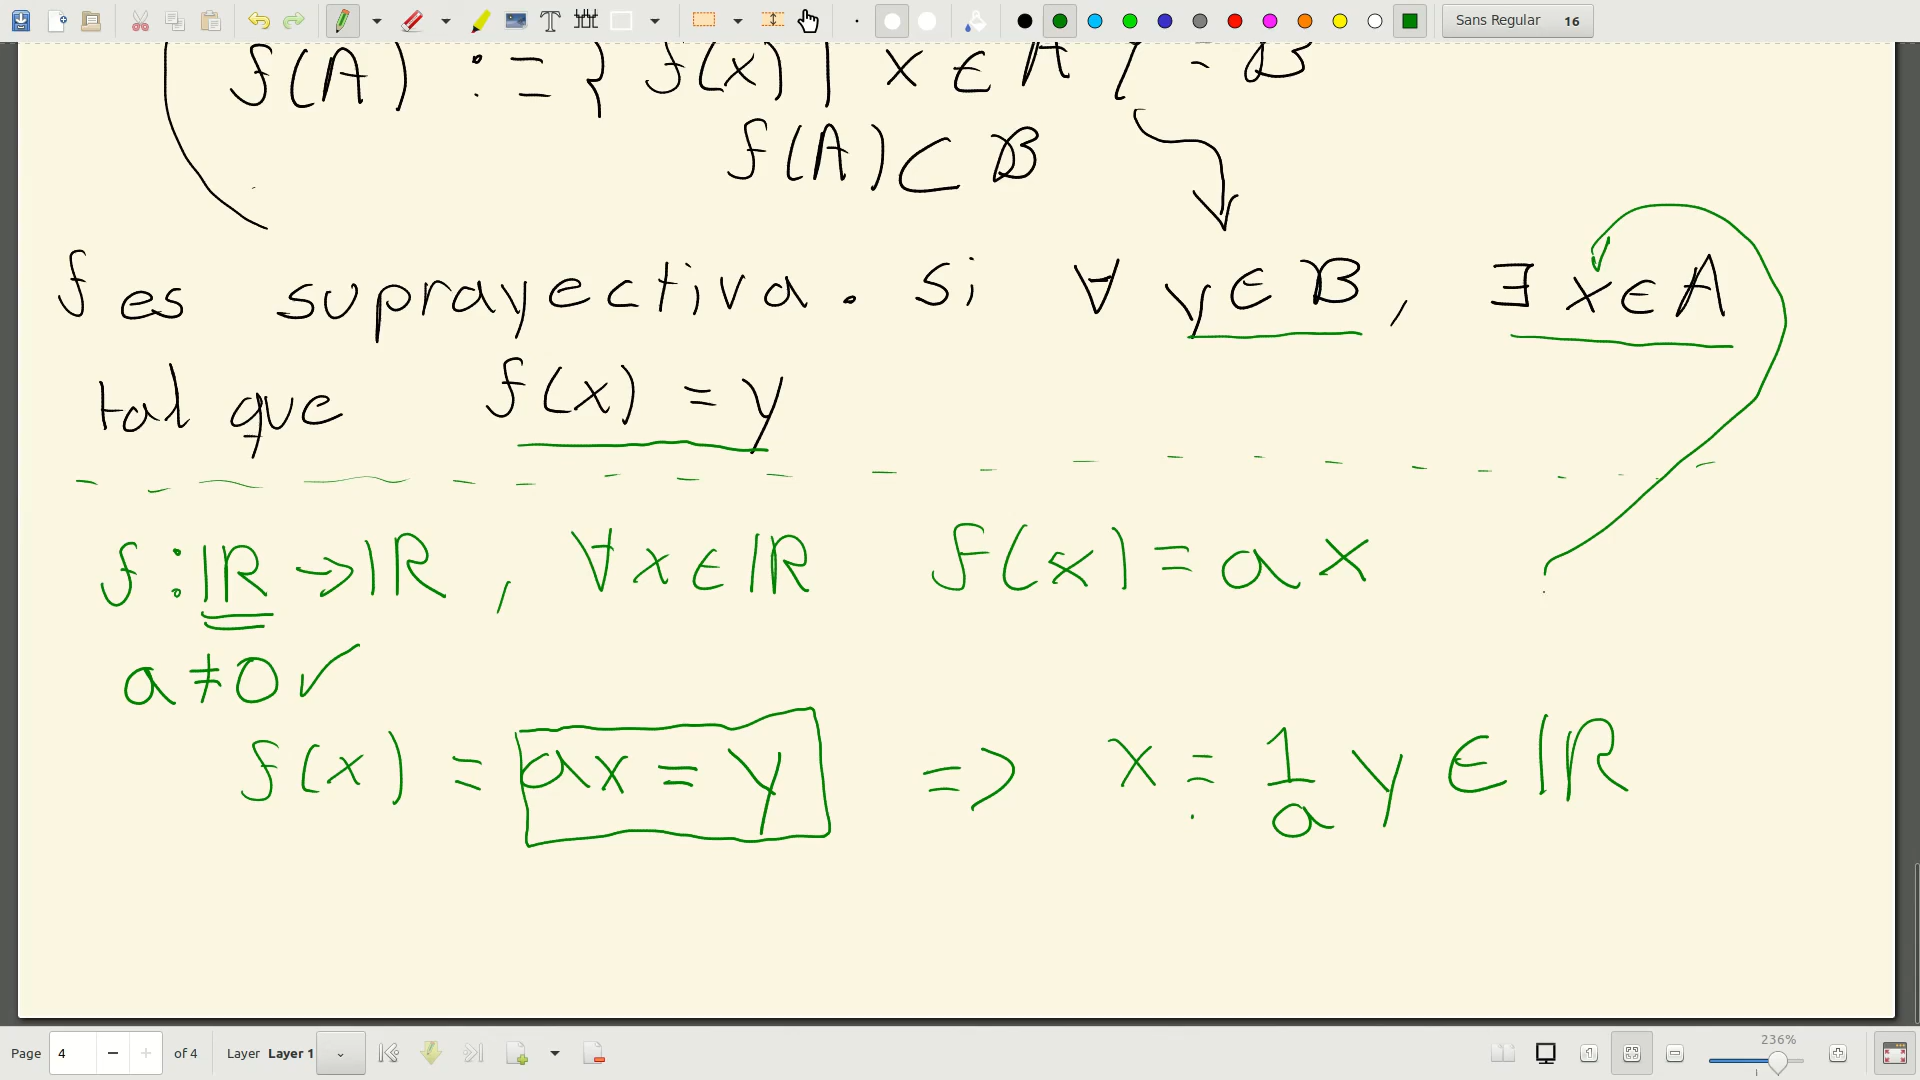 Sans Regular 16
f(A) := { f(x) | x ∈ A } = B
f(A) ⊂ B
f es suprayectiva. Si ∀ y ∈ B, ∃ x ∈ A
tal que f(x) = y
f : ℝ → ℝ, ∀ x ∈ ℝ f(x) = a x
a ≠ 0 ✓
f(x) = ax = y => x = 1/a y ∈ ℝ
Page 4 of 4 Layer Layer 1 236%